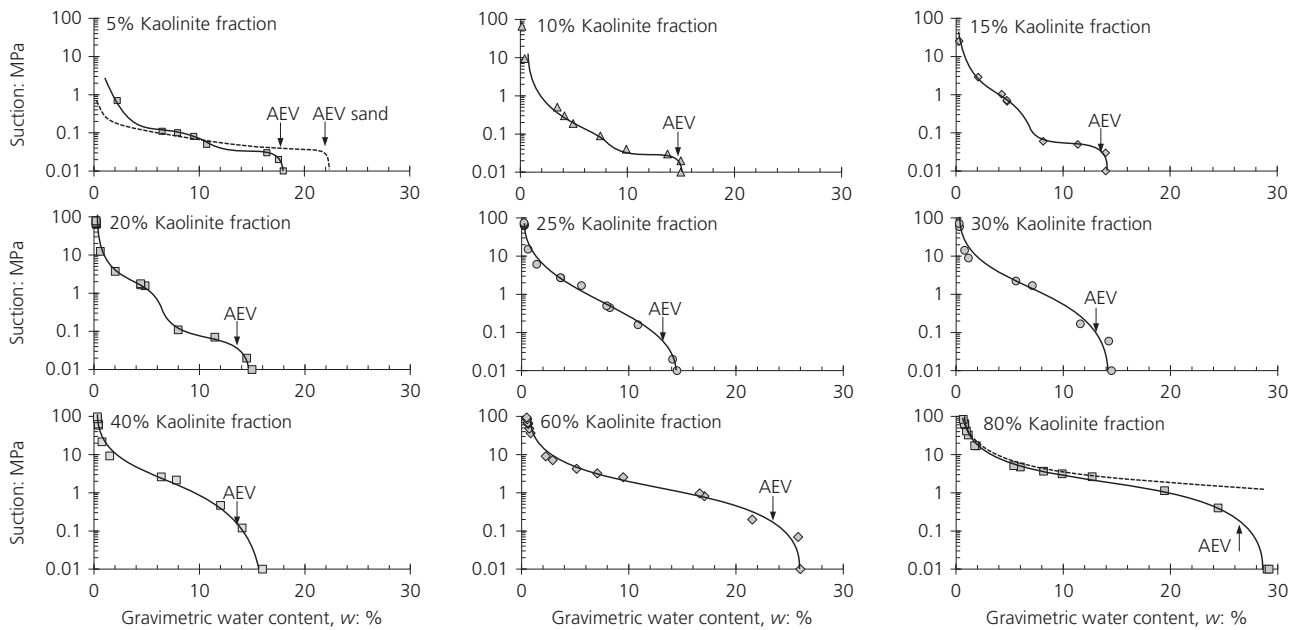 5% Kaolinite fraction
10% Kaolinite fraction
15% Kaolinite fraction
Suction: MPa
100
10
1
0.1
0.01
AEV
AEV sand
0 10 20 30
100
10
1
0.1
0.01
AEV
0 10 20 30
100
10
1
0.1
0.01
AEV
0 10 20 30
20% Kaolinite fraction
25% Kaolinite fraction
30% Kaolinite fraction
Suction: MPa
100
10
1
0.1
0.01
AEV
0 10 20 30
100
10
1
0.1
0.01
AEV
0 10 20 30
100
10
1
0.1
0.01
AEV
0 10 20 30
40% Kaolinite fraction
60% Kaolinite fraction
80% Kaolinite fraction
Suction: MPa
100
10
1
0.1
0.01
AEV
0 10 20 30
Gravimetric water content, w: %
100
10
1
0.1
0.01
AEV
0 10 20 30
Gravimetric water content, w: %
100
10
1
0.1
0.01
AEV
0 10 20 30
Gravimetric water content, w: %